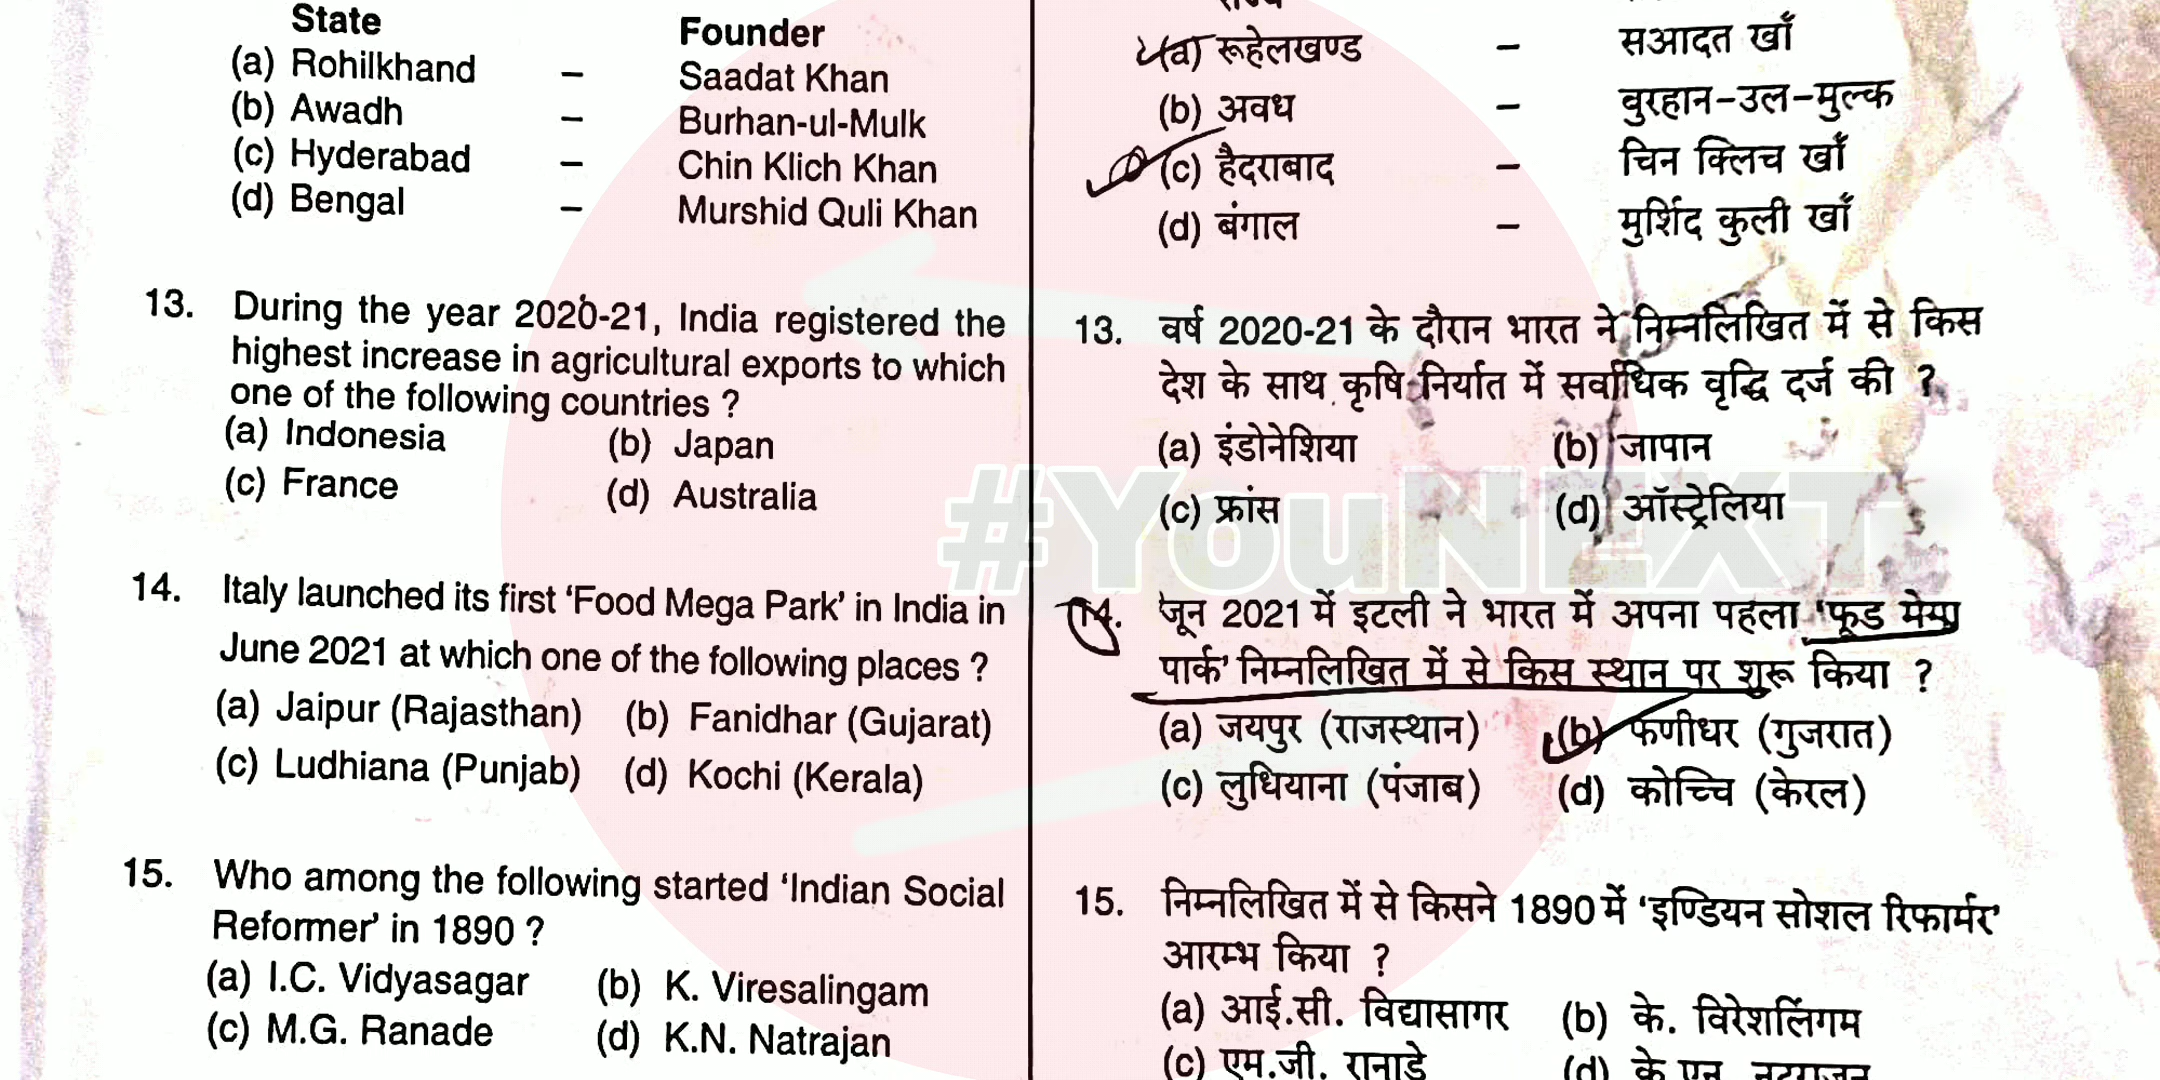 State Founder
(a) Rohilkhand – Saadat Khan
(b) Awadh – Burhan-ul-Mulk
(c) Hyderabad – Chin Klich Khan
(d) Bengal – Murshid Quli Khan
13. During the year 2020-21, India registered the
highest increase in agricultural exports to which
one of the following countries ?
(a) Indonesia (b) Japan
(c) France (d) Australia
14. Italy launched its first ‘Food Mega Park’ in India in
June 2021 at which one of the following places ?
(a) Jaipur (Rajasthan) (b) Fanidhar (Gujarat)
(c) Ludhiana (Punjab) (d) Kochi (Kerala)
15. Who among the following started ‘Indian Social
Reformer’ in 1890 ?
(a) I.C. Vidyasagar (b) K. Viresalingam
(c) M.G. Ranade (d) K.N. Natrajan
(a) रूहेलखण्ड – सआदत खाँ
(b) अवध – बुरहान-उल-मुल्क
(c) हैदराबाद – चिन क्लिच खाँ
(d) बंगाल – मुर्शिद कुली खाँ
13. वर्ष 2020-21 के दौरान भारत ने निम्नलिखित में से किस
देश के साथ कृषि निर्यात में सर्वाधिक वृद्धि दर्ज की ?
(a) इंडोनेशिया (b) जापान
(c) फ्रांस (d) ऑस्ट्रेलिया
#YouNEXT
14. जून 2021 में इटली ने भारत में अपना पहला ‘फूड मेगा
पार्क’ निम्नलिखित में से किस स्थान पर शुरू किया ?
(a) जयपुर (राजस्थान) (b) फणीधर (गुजरात)
(c) लुधियाना (पंजाब) (d) कोच्चि (केरल)
15. निम्नलिखित में से किसने 1890 में ‘इण्डियन सोशल रिफार्मर’
आरम्भ किया ?
(a) आई.सी. विद्यासागर (b) के. विरेशलिंगम
(c) एम.जी. रानाडे (d) के.एन. नटराजन